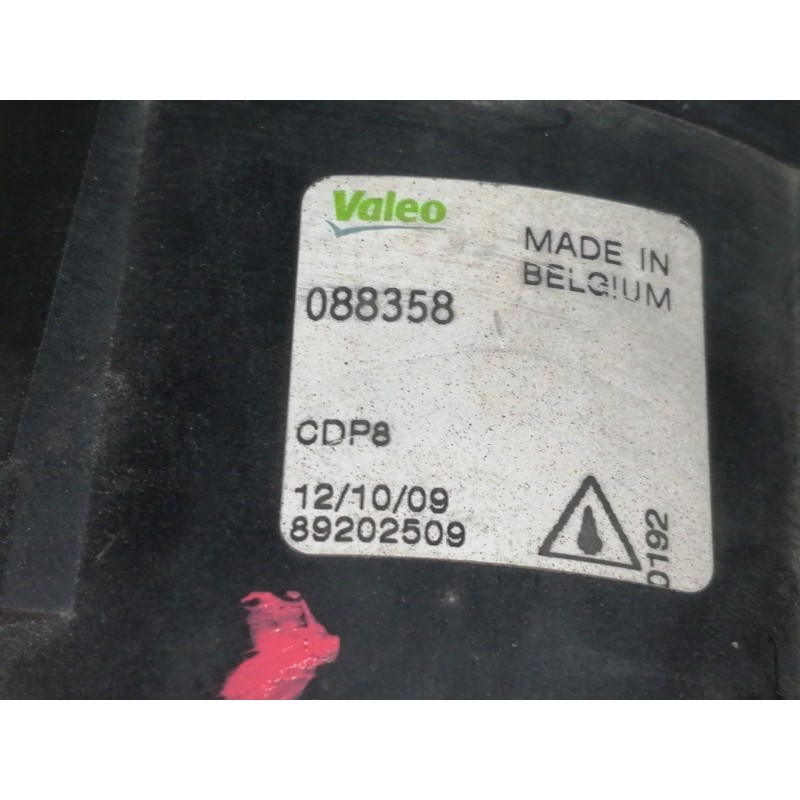 Valeo
MADE IN
BELGIUM
088358
CDP8
12/10/09
89202509
0192